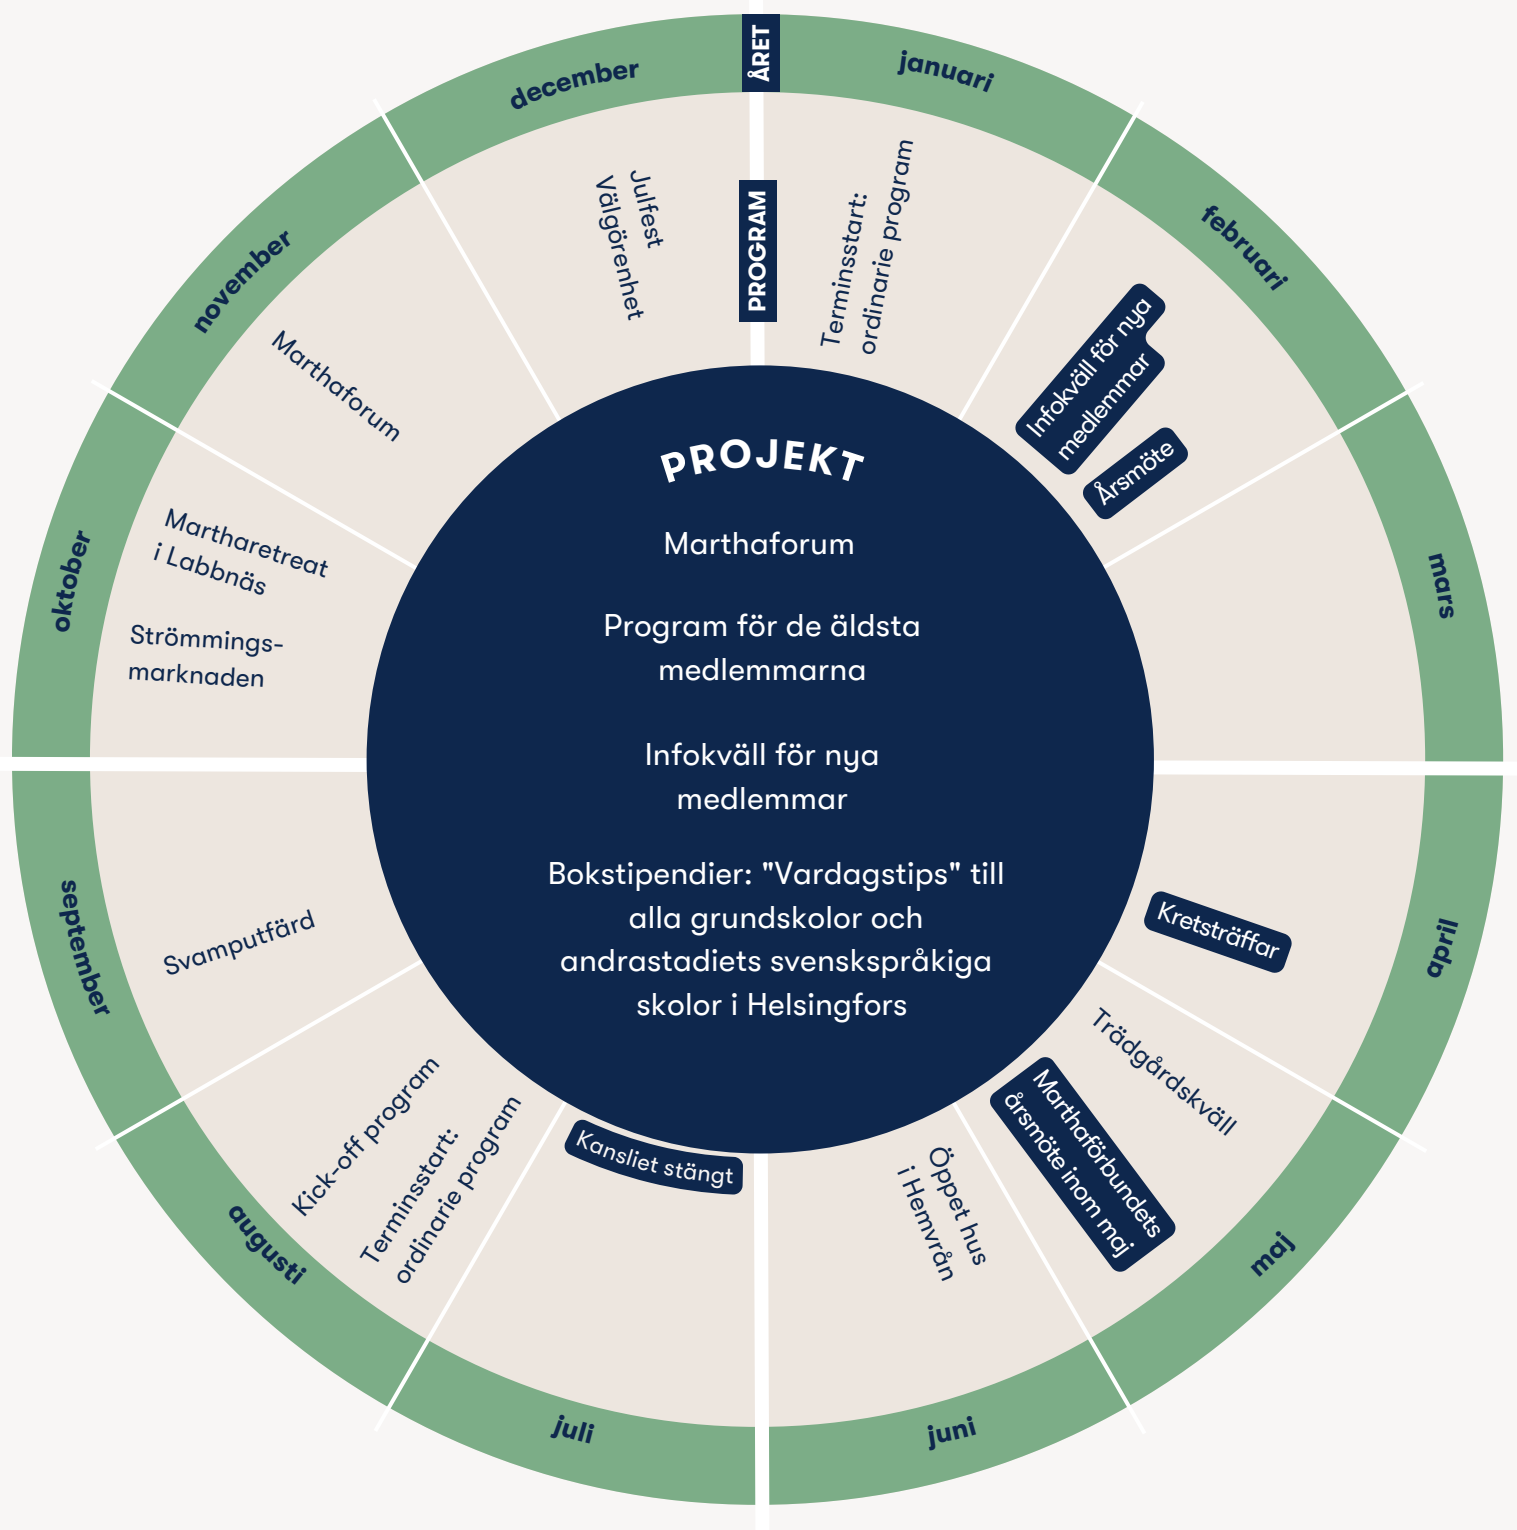 ÅRET
PROGRAM
januari
Terminsstart:
ordinarie program
februari
Infokväll för nya
medlemmar
Årsmöte
mars
april
Kretsträffar
maj
Trädgårdskväll
Marthaförbundets
årsmöte inom maj
juni
Öppet hus
i Hemvrån
juli
Kansliet stängt
augusti
Kick-off program
Terminsstart:
ordinarie program
september
Svamputfärd
oktober
Martharetreat
i Labbnäs
Strömmings-
marknaden
november
Marthaforum
december
Julfest
Välgörenhet
PROJEKT
Marthaforum
Program för de äldsta
medlemmarna
Infokväll för nya
medlemmar
Bokstipendier: "Vardagstips" till
alla grundskolor och
andrastadiets svenskspråkiga
skolor i Helsingfors